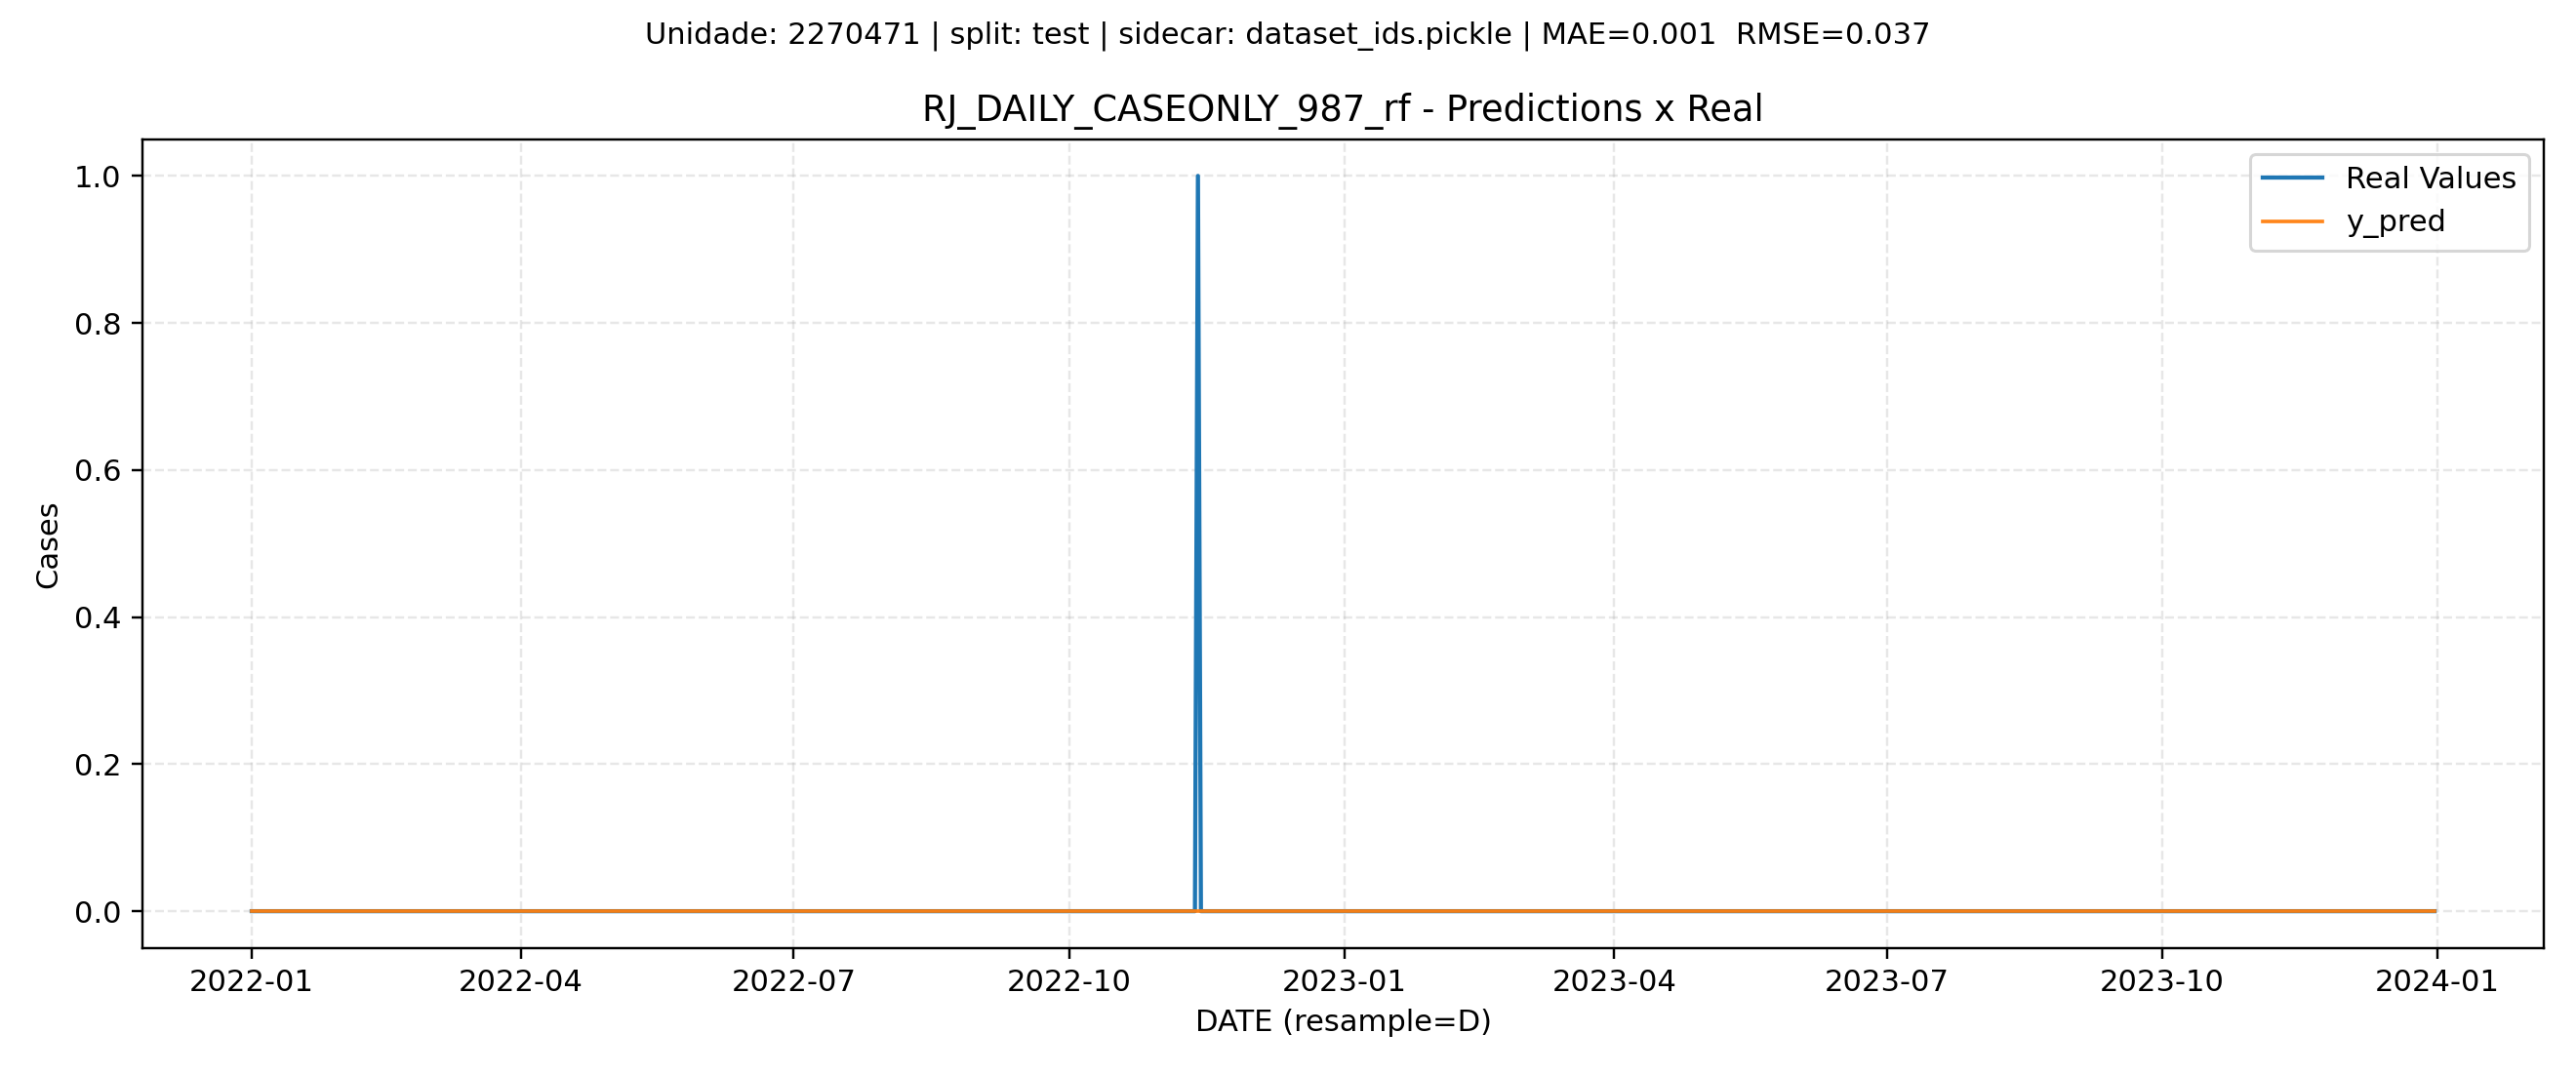 Unidade: 2270471 | split: test | sidecar: dataset_ids.pickle | MAE=0.001  RMSE=0.037
RJ_DAILY_CASEONLY_987_rf - Predictions x Real
Real Values
y_pred
1.0
0.8
0.6
0.4
0.2
0.0
Cases
2022-01 2022-04 2022-07 2022-10 2023-01 2023-04 2023-07 2023-10 2024-01
DATE (resample=D)